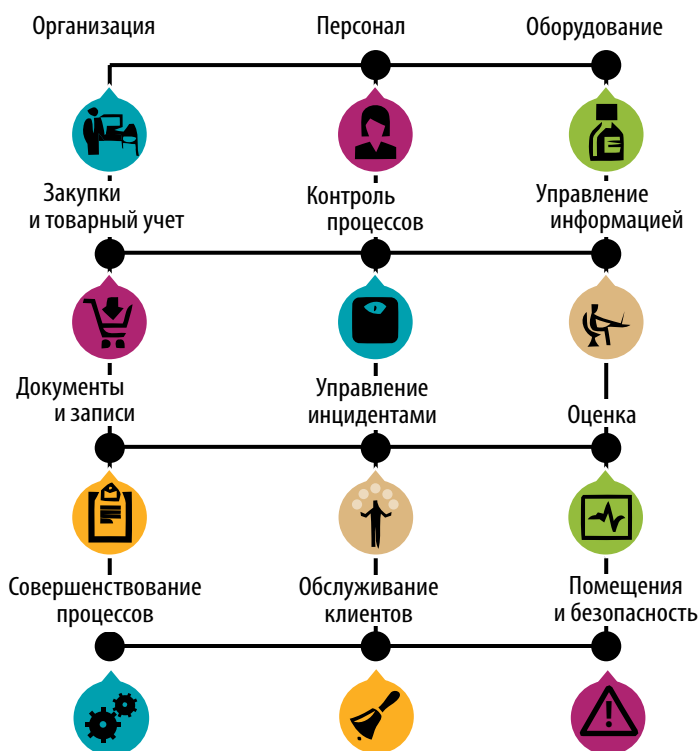 Организация
Персонал
Оборудование
Закупки
и товарный учет
Контроль
процессов
Управление
информацией
Документы
и записи
Управление
инцидентами
Оценка
Совершенствование
процессов
Обслуживание
клиентов
Помещения
и безопасность